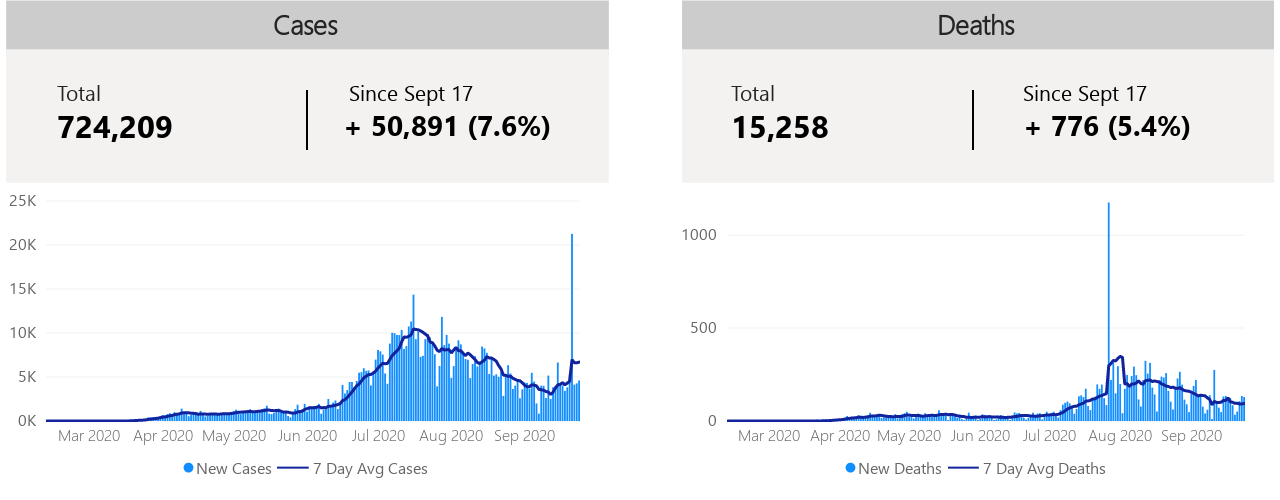 Cases
Total
724,209
Since Sept 17
+ 50,891 (7.6%)
25K
20K
15K
10K
5K
0K
Mar 2020 Apr 2020 May 2020 Jun 2020 Jul 2020 Aug 2020 Sep 2020
New Cases 7 Day Avg Cases
Deaths
Total
15,258
Since Sept 17
+ 776 (5.4%)
1000
500
0
Mar 2020 Apr 2020 May 2020 Jun 2020 Jul 2020 Aug 2020 Sep 2020
New Deaths 7 Day Avg Deaths